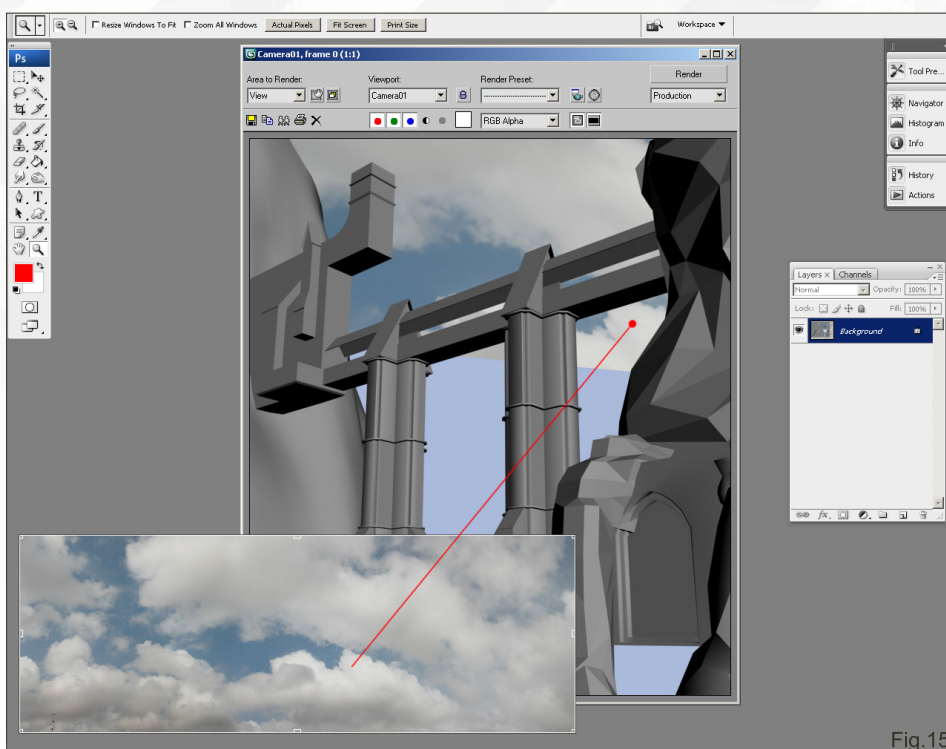 Resize Windows To Fit Zoom All Windows Actual Pixels Fit Screen Print Size Workspace ▼
Ps
Camera01, frame 0 (1:1)
Area to Render: Viewport: Render Preset: Render
View Camera01 Production
RGB Alpha
Tool Pre...
Navigator
Histogram
Info
History
Actions
Layers × Channels
Normal Opacity: 100%
Lock: Fill: 100%
Background
Fig.15